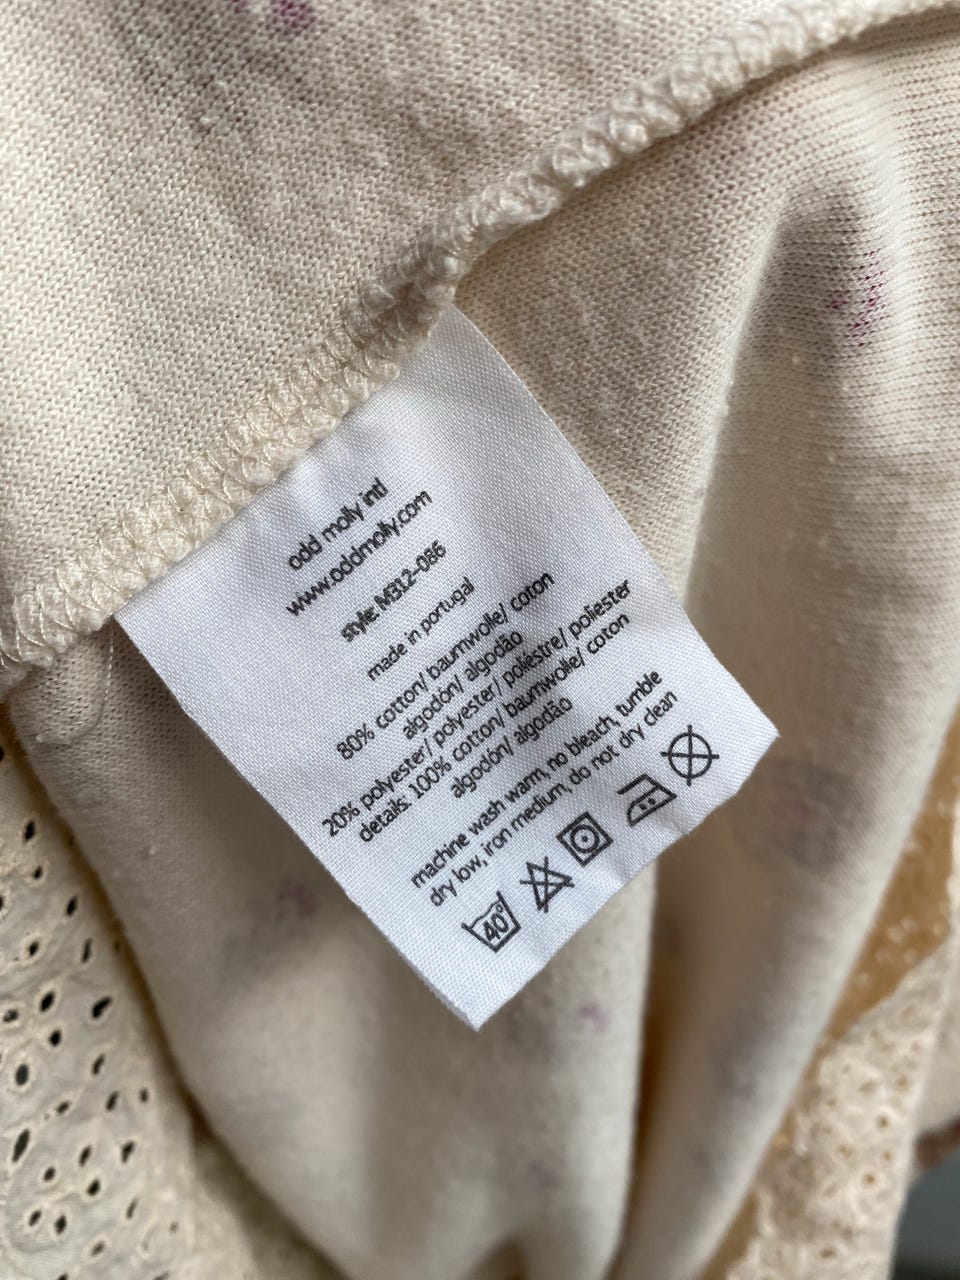 odd molly intl
www.oddmolly.com
style: M312-086
made in portugal
80% cotton/ baumwolle/ coton
algodón/ algodão
20% polyester/ polyester/ poliéstre/ poliester
details: 100% cotton/ baumwolle/ coton
algodón/ algodão
machine wash warm, no bleach, tumble
dry low, iron medium, do not dry clean
40°